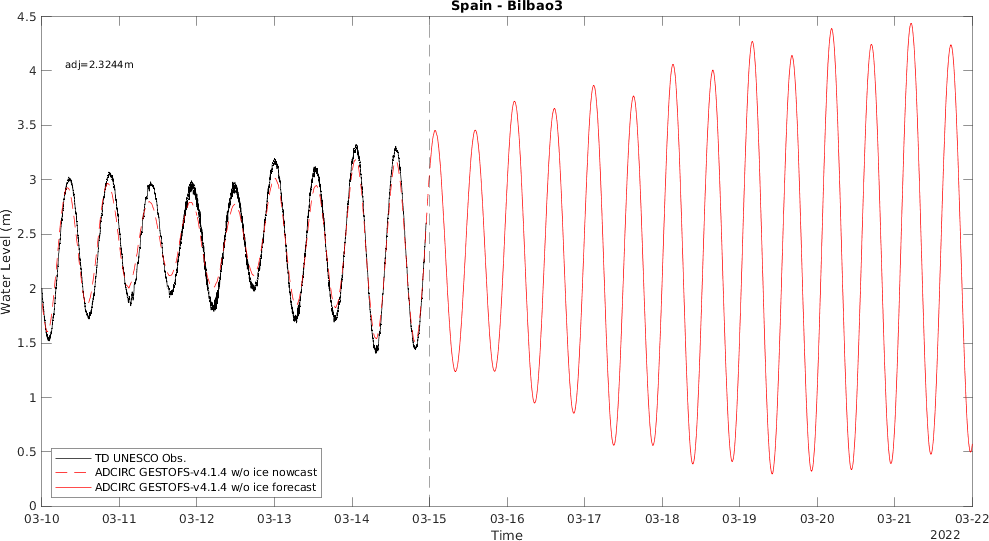 Spain - Bilbao3
adj=2.3244m
Water Level (m)
4.5
4
3.5
3
2.5
2
1.5
1
0.5
0
TD UNESCO Obs.
ADCIRC GESTOFS-v4.1.4 w/o ice nowcast
ADCIRC GESTOFS-v4.1.4 w/o ice forecast
03-10 03-11 03-12 03-13 03-14 03-15 03-16 03-17 03-18 03-19 03-20 03-21 03-22
Time
2022